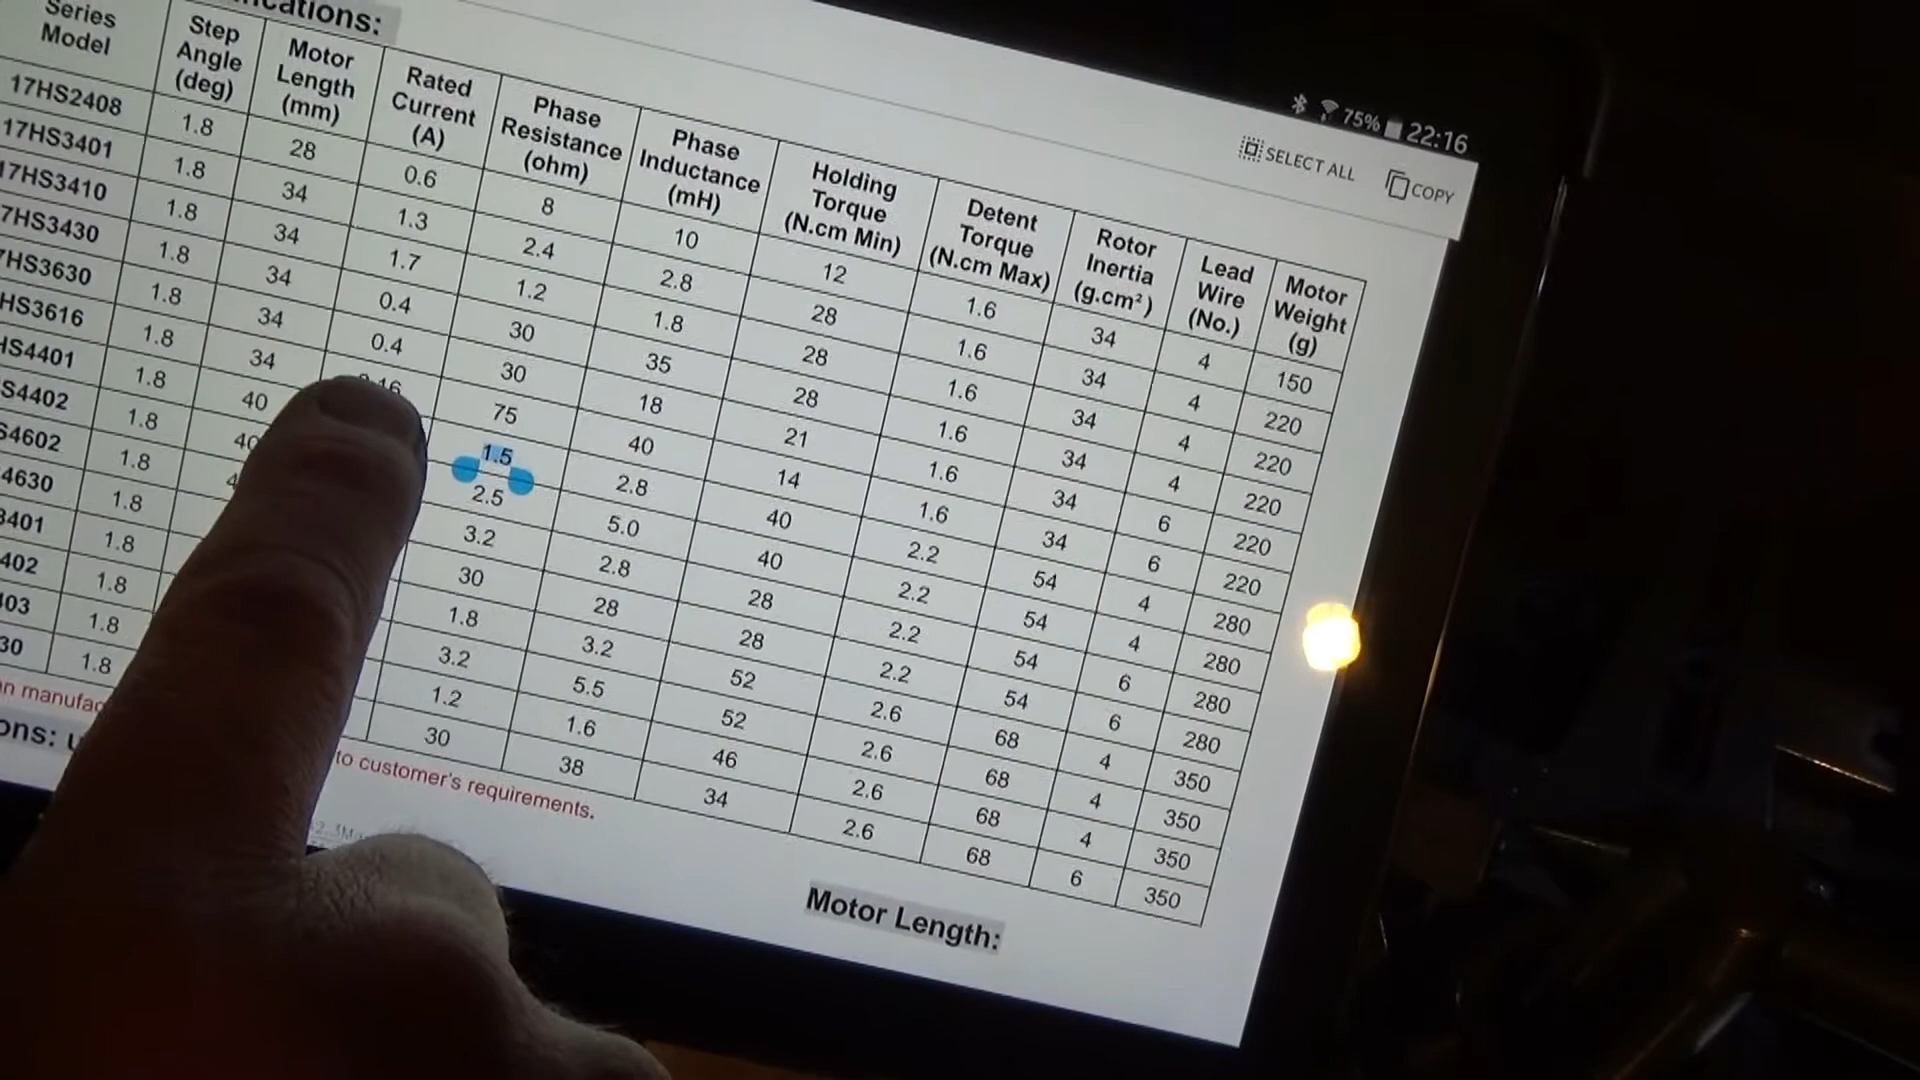 cations:
22:16
75%
SELECT ALL
COPY
Series Model Step Angle (deg) Motor Length (mm) Rated Current (A) Phase Resistance (ohm) Phase Inductance (mH) Holding Torque (N.cm Min) Detent Torque (N.cm Max) Rotor Inertia (g.cm²) Lead Wire (No.) Motor Weight (g)
17HS2408 1.8 28 0.6 8 10 12 1.6 34 4 150
17HS3401 1.8 34 1.3 2.4 2.8 28 1.6 34 4 220
17HS3410 1.8 34 1.7 1.2 1.8 28 1.6 34 4 220
7HS3430 1.8 34 0.4 30 35 28 1.6 34 4 220
7HS3630 1.8 34 0.4 30 18 21 1.6 34 6 220
HS3616 1.8 34 75 40 14 1.6 34 6 220
HS4401 1.8 40 1.5 2.8 40 2.2 54 4 280
S4402 1.8 40 2.5 5.0 40 2.2 54 4 280
S4602 1.8 3.2 2.8 28 2.2 54 6 280
4630 1.8 30 28 28 2.2 54 6 280
8401 1.8 1.8 3.2 52 2.6 68 4 350
402 1.8 3.2 5.5 52 2.6 68 4 350
403 1.8 1.2 1.6 46 2.6 68 4 350
30 1.8 30 38 34 2.6 68 6 350
an manufac to customer's requirements.
ons:
Motor Length: